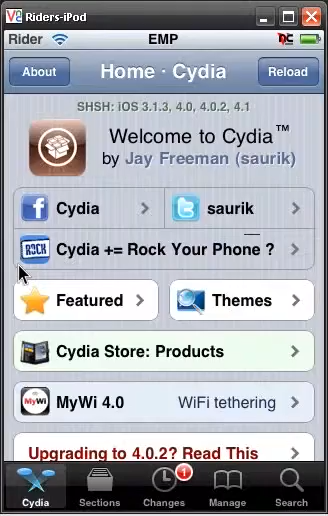 Riders-iPod
Rider EMP
About Home · Cydia Reload
SHSH: iOS 3.1.3, 4.0, 4.0.2, 4.1
Welcome to Cydia™
by Jay Freeman (saurik)
Cydia saurik
ROCK Cydia += Rock Your Phone ?
Featured Themes
Cydia Store: Products
MyWi MyWi 4.0 WiFi tethering
Upgrading to 4.0.2? Read This
1
Cydia Sections Changes Manage Search